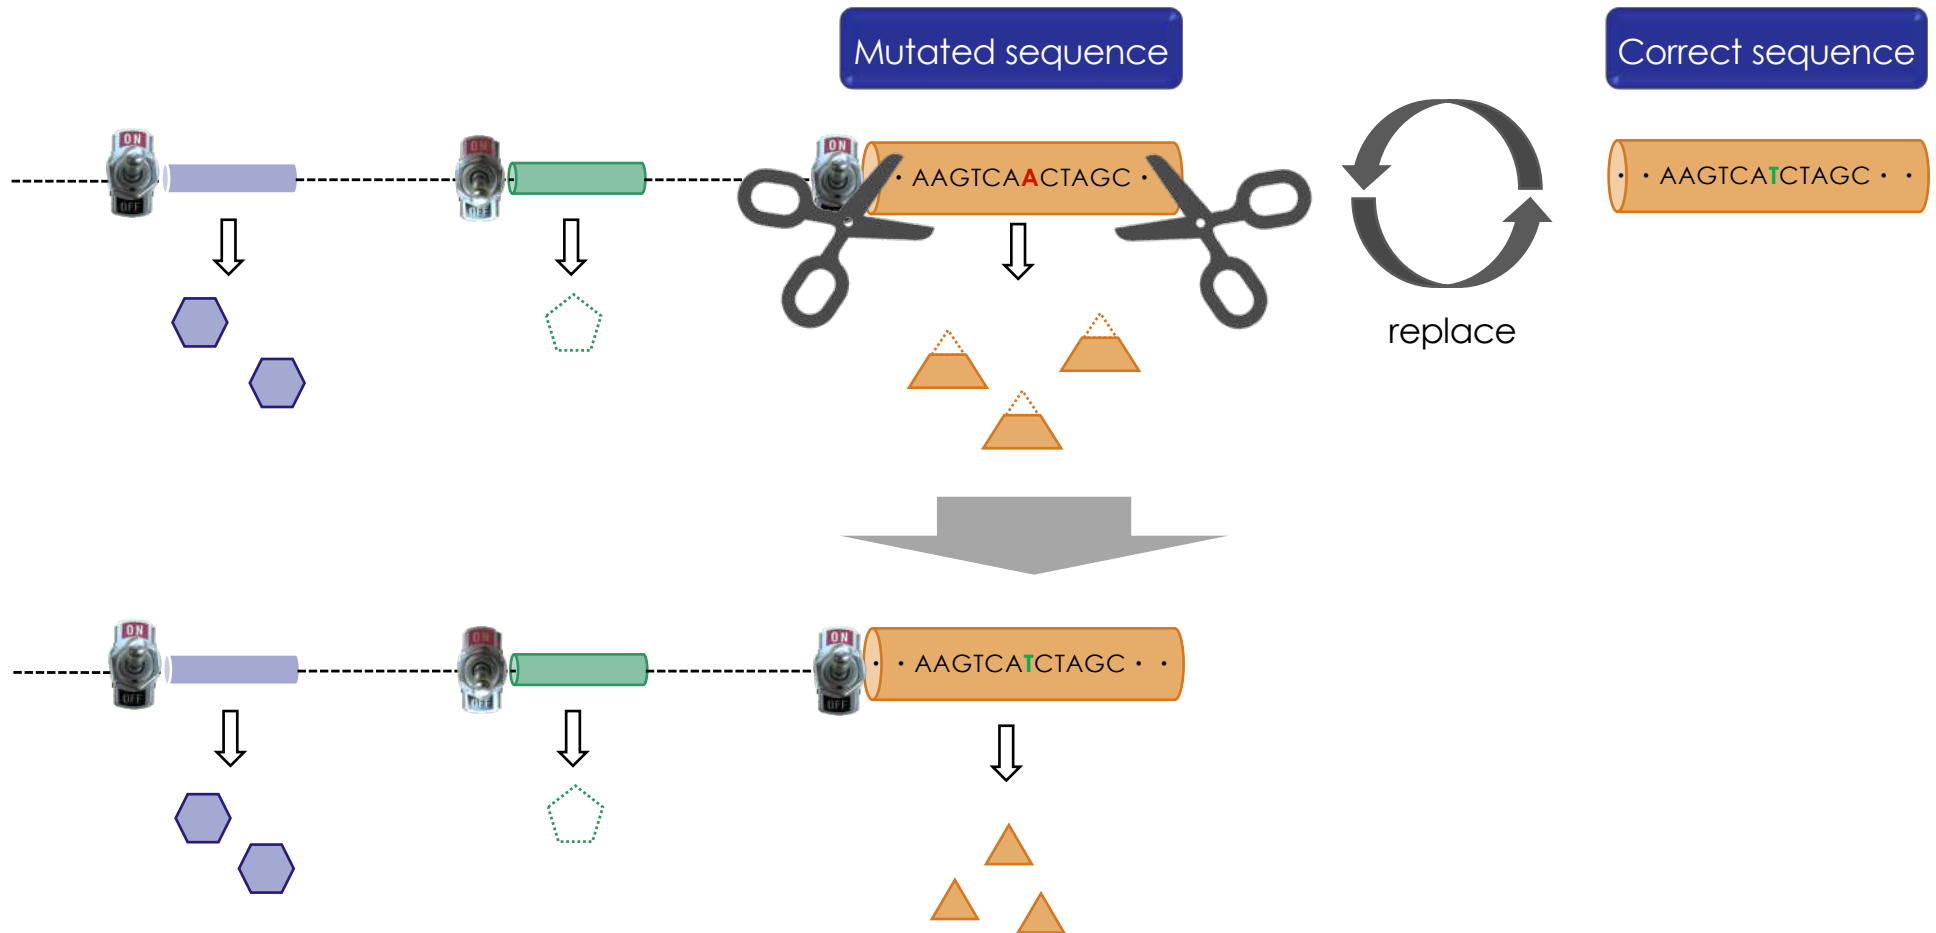 Mutated sequence
Correct sequence
ON
OFF
ON
OFF
ON
OFF
· AAGTCAACTAGC ·
· · AAGTCATCTAGC · ·
replace
ON
OFF
ON
OFF
ON
OFF
· · AAGTCATCTAGC · ·